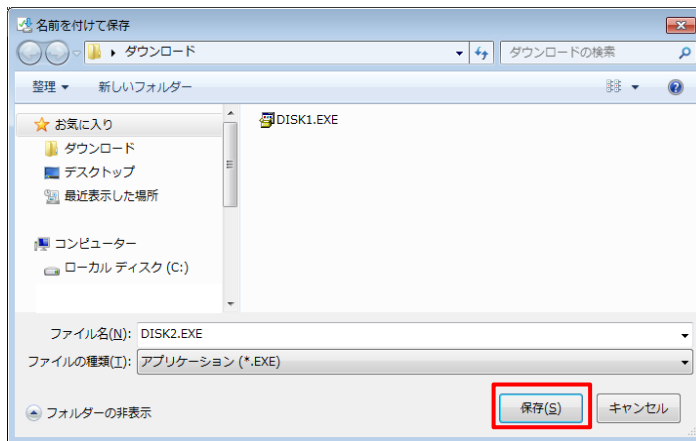 名前を付けて保存
ダウンロード
ダウンロードの検索
整理 新しいフォルダー
お気に入り
ダウンロード
デスクトップ
最近表示した場所
コンピューター
ローカル ディスク (C:)
DISK1.EXE
ファイル名(N): DISK2.EXE
ファイルの種類(T): アプリケーション (*.EXE)
フォルダーの非表示
保存(S) キャンセル